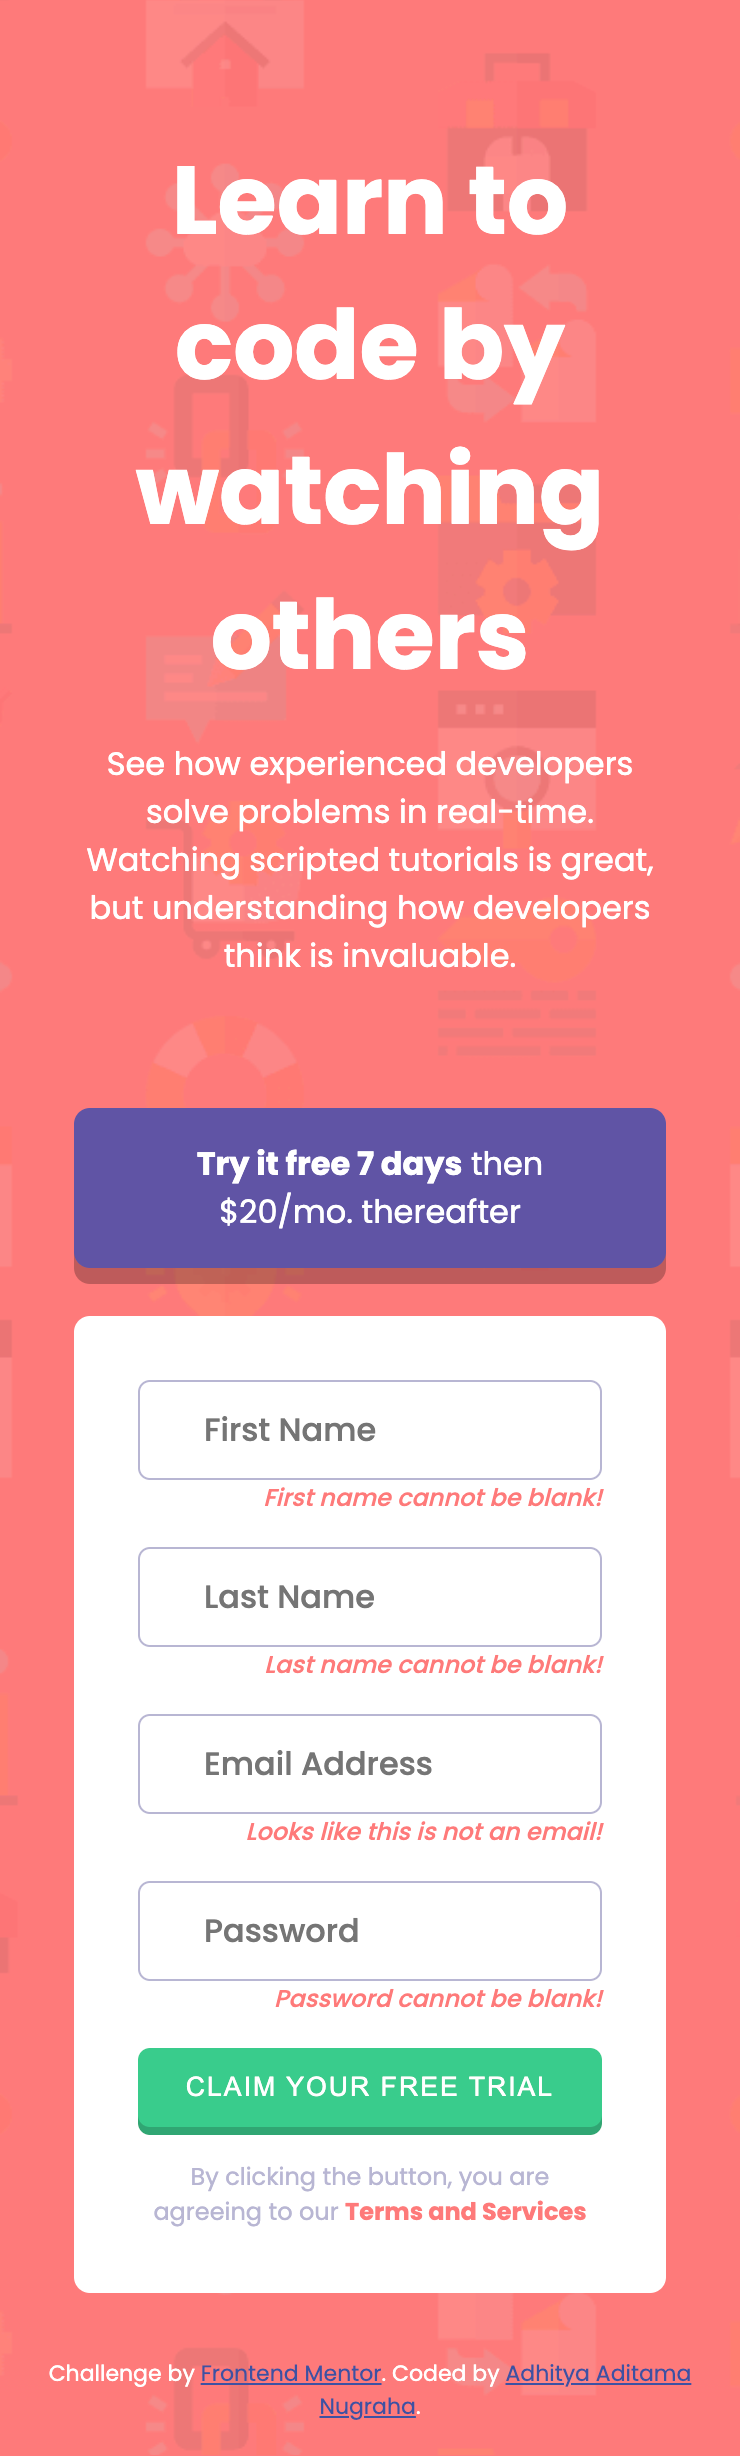 Learn to
code by
watching
others
See how experienced developers
solve problems in real-time.
Watching scripted tutorials is great,
but understanding how developers
think is invaluable.
Try it free 7 days then
$20/mo. thereafter
First Name
First name cannot be blank!
Last Name
Last name cannot be blank!
Email Address
Looks like this is not an email!
Password
Password cannot be blank!
CLAIM YOUR FREE TRIAL
By clicking the button, you are
agreeing to our Terms and Services
Challenge by Frontend Mentor. Coded by Adhitya Aditama
Nugraha.